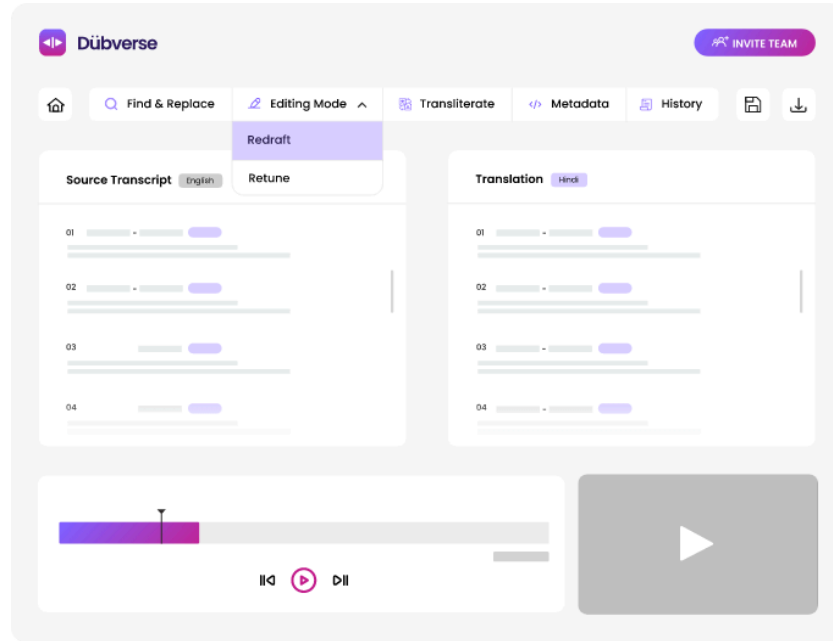 Dübverse
INVITE TEAM
Find & Replace
Editing Mode
Transliterate
</> Metadata
History
Redraft
Retune
Source Transcript English
01
-
02
-
03
04
Translation Hindi
01
-
02
-
03
-
04
-